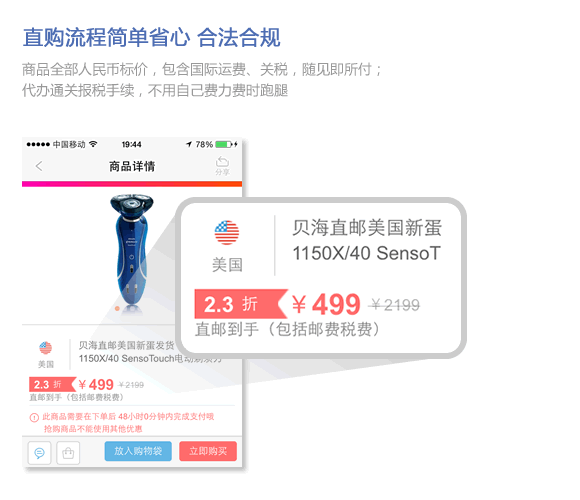 直购流程简单省心 合法合规
商品全部人民币标价，包含国际运费、关税，随见即所付；
代办通关报税手续，不用自己费力费时跑腿
中国移动 19:44 78%
商品详情
分享
贝海直邮美国新蛋
1150X/40 SensoT
美国
2.3 折 ¥499 ¥2199
直邮到手（包括邮费税费）
贝海直邮美国新蛋发货
1150X/40 SensoTouch电动剃须刀
美国
2.3 折 ¥499 ¥2199
直邮到手（包括邮费税费）
此商品需要在下单后 48小时0分钟内完成支付哦
抢购商品不能使用其他优惠
放入购物袋 立即购买